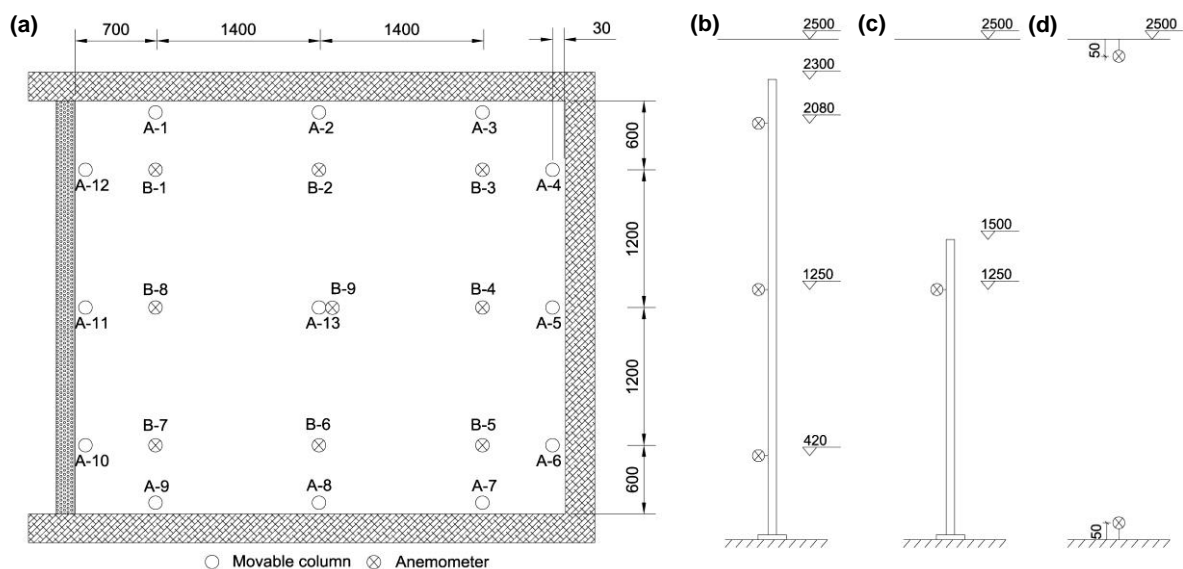 (a)
700
1400
1400
30
A-1
A-2
A-3
600
A-12
B-1
B-2
B-3
A-4
1200
B-8
B-9
B-4
A-11
A-13
A-5
1200
B-7
B-6
B-5
A-10
A-6
A-9
A-8
A-7
600
Movable column
Anemometer
(b)
2500
2300
2080
1250
420
(c)
2500
1500
1250
(d)
2500
50
50